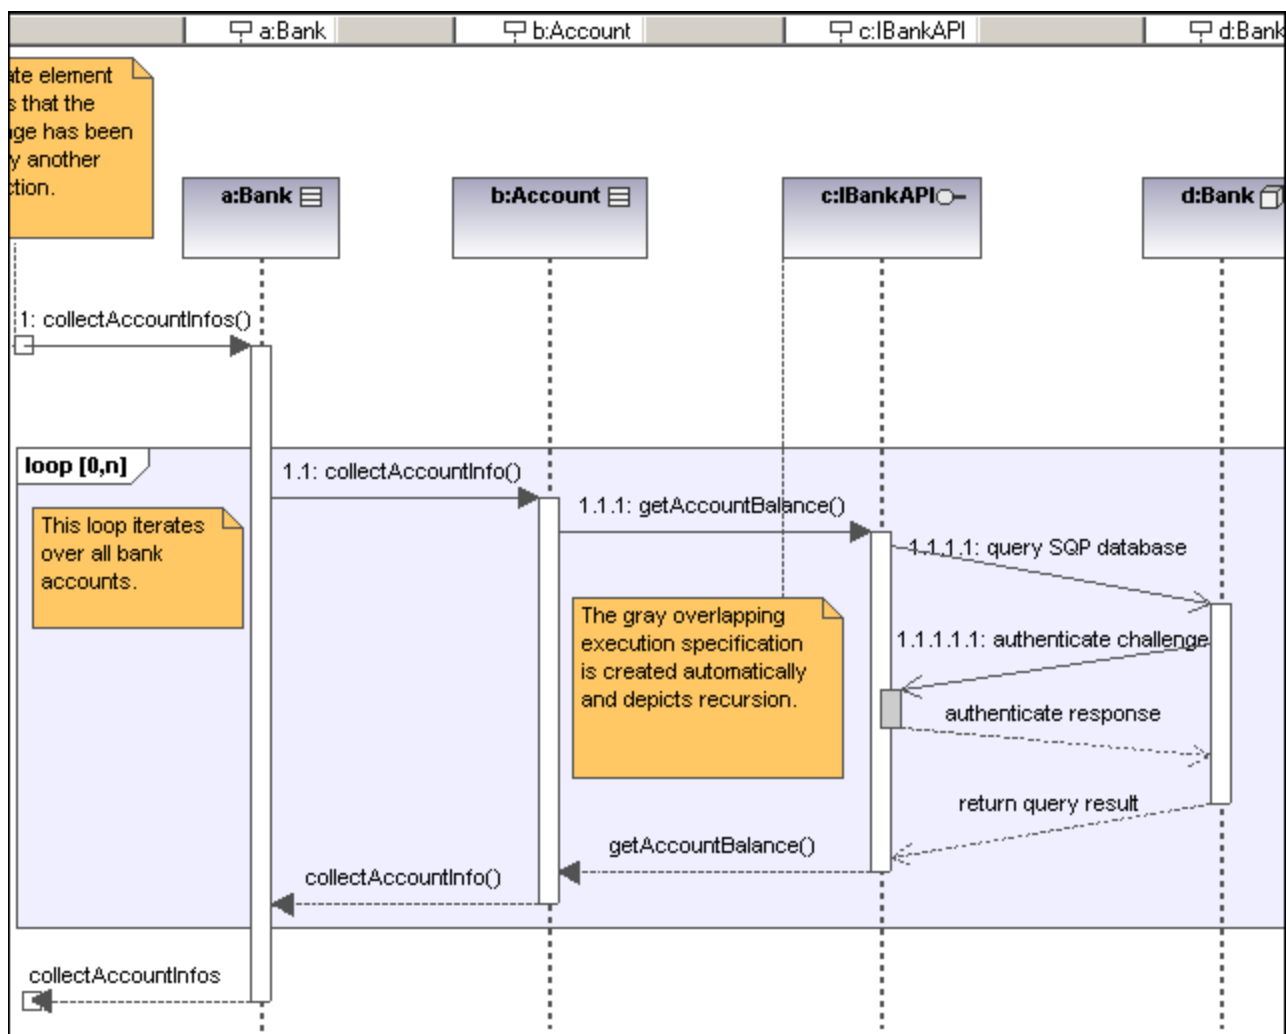 a:Bank
b:Account
c:IBankAPI
d:Bank
element
s that the
has been
another
a:Bank
b:Account
c:IBankAPI
d:Bank
1: collectAccountInfos()
loop [0,n]
1.1: collectAccountInfo()
1.1.1: getAccountBalance()
This loop iterates
over all bank
accounts.
1.1.1.1: query SQP database
The gray overlapping
execution specification
is created automatically
and depicts recursion.
1.1.1.1.1: authenticate challenge
authenticate response
return query result
getAccountBalance()
collectAccountInfo()
collectAccountInfos